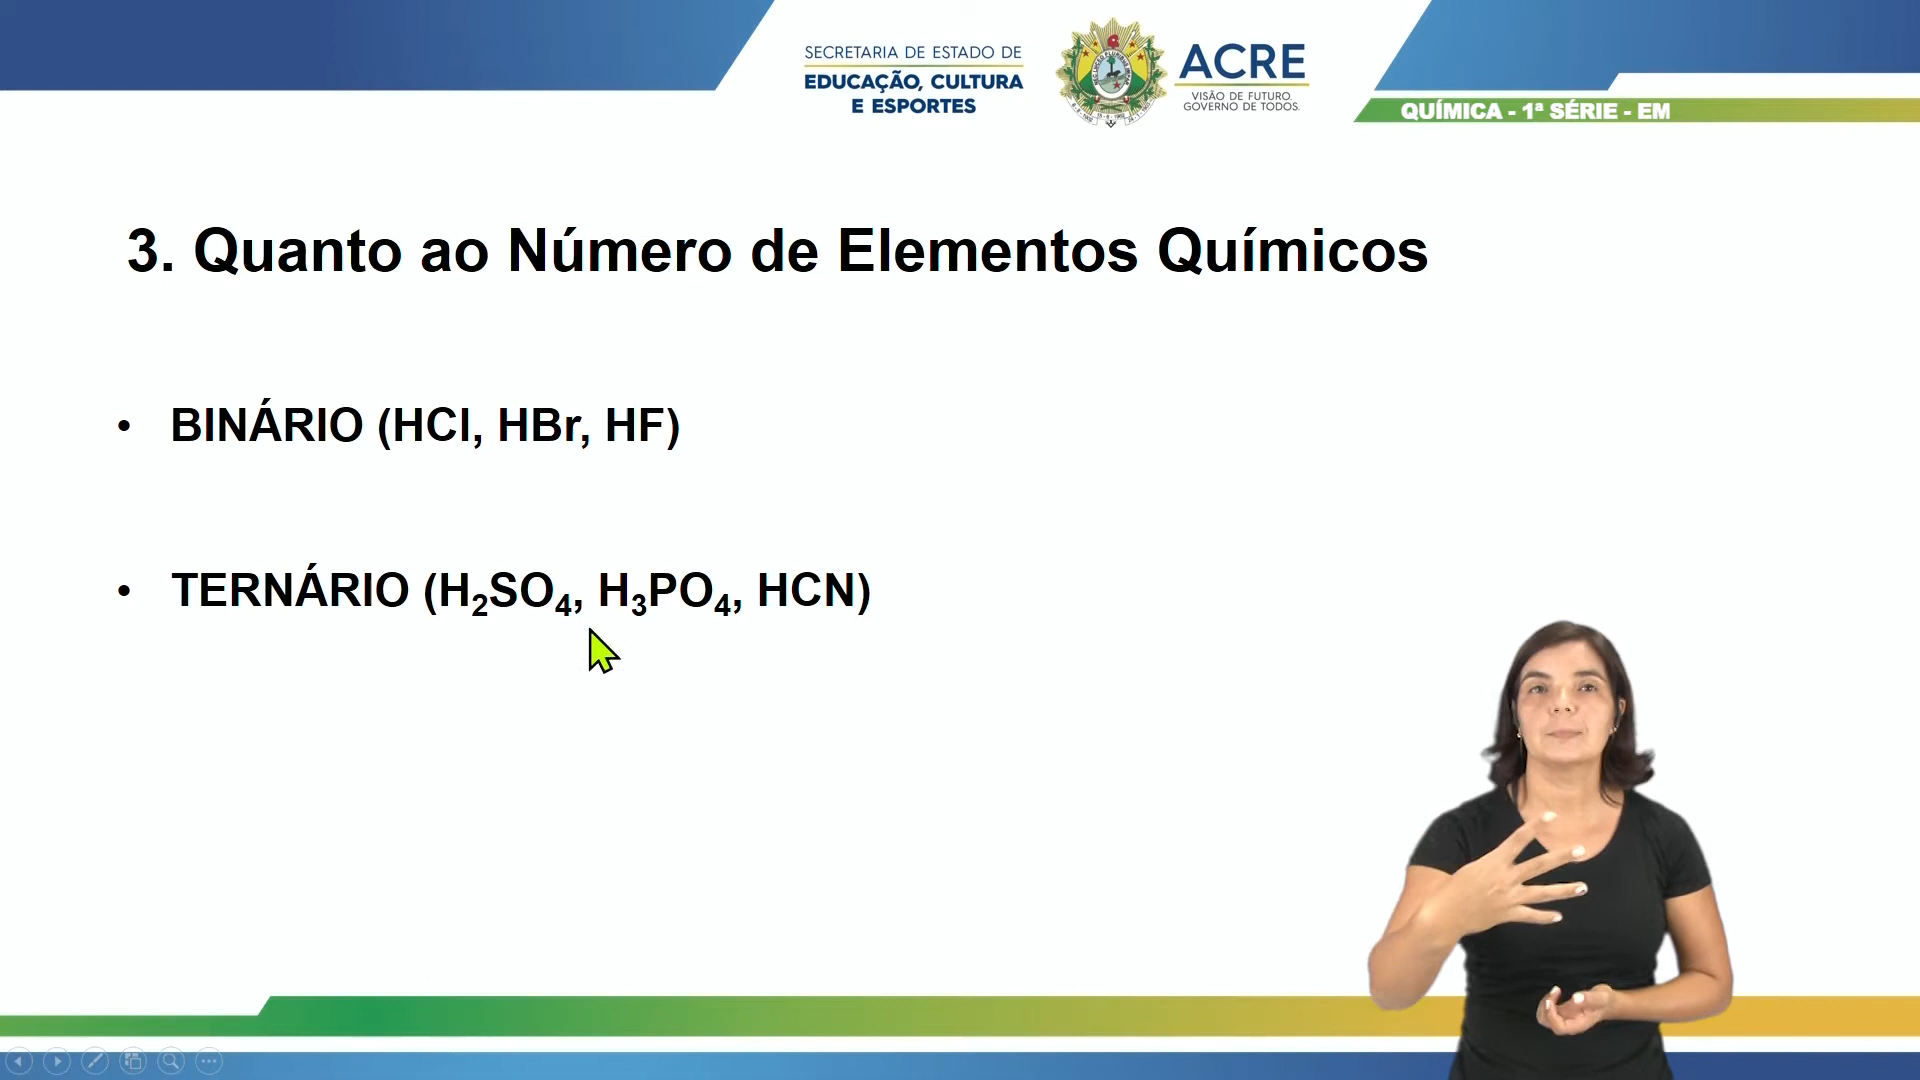 SECRETARIA DE ESTADO DE
EDUCAÇÃO, CULTURA
E ESPORTES
ACRE
VISÃO DE FUTURO.
GOVERNO DE TODOS.
QUÍMICA - 1ª SÉRIE - EM
3. Quanto ao Número de Elementos Químicos
• BINÁRIO (HCl, HBr, HF)
• TERNÁRIO (H₂SO₄, H₃PO₄, HCN)